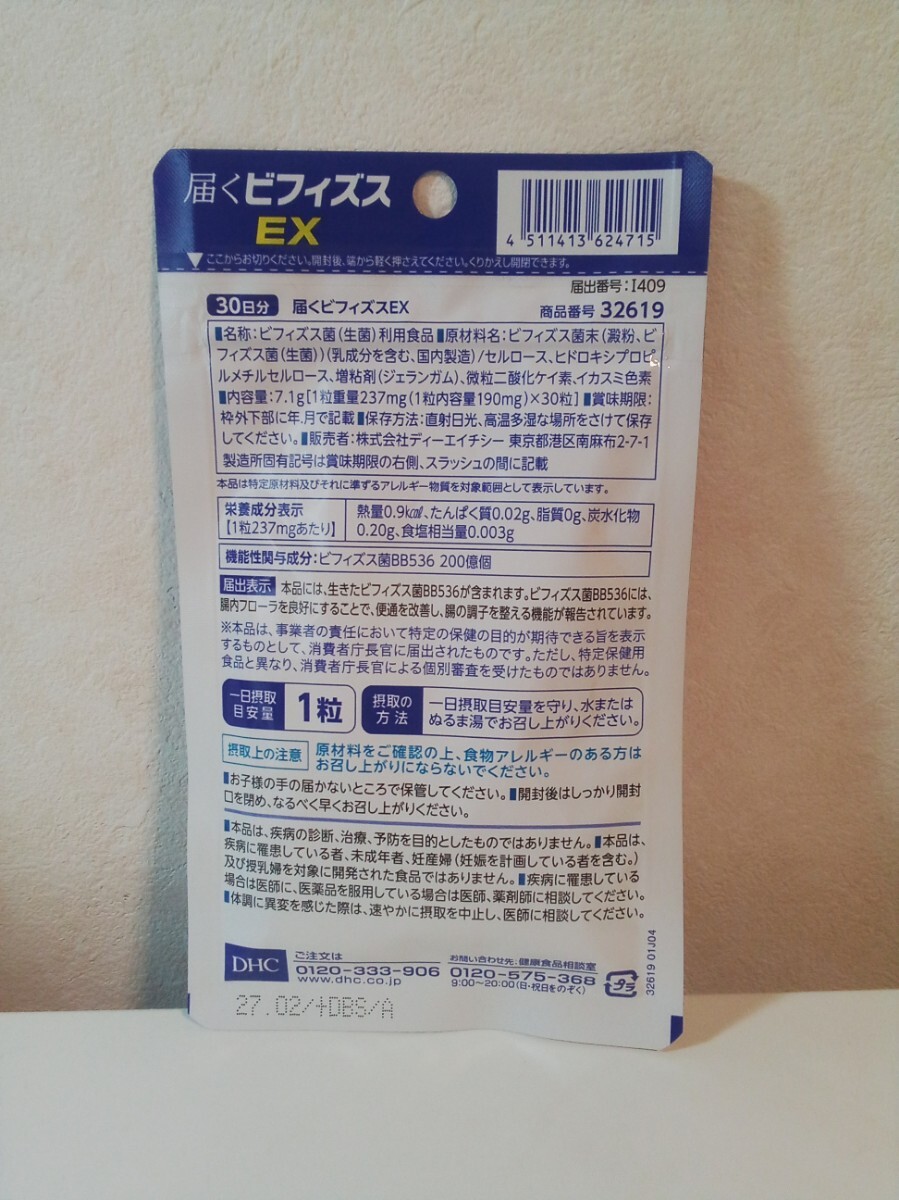 届くビフィズス
EX
4 511413 624715
▼ここからお切りください。開封後、端から軽く押さえてください。くりかえし開閉できます。
届出番号:I409
30日分 届くビフィズスEX 商品番号 32619
■名称:ビフィズス菌(生菌)利用食品■原材料名:ビフィズス菌末(澱粉、ビ
フィズス菌(生菌))(乳成分を含む、国内製造)/セルロース、ヒドロキシプロピ
ルメチルセルロース、増粘剤(ジェランガム)、微粒二酸化ケイ素、イカスミ色素
■内容量:7.1g[1粒重量237mg(1粒内容量190mg)×30粒]■賞味期限:
枠外下部に年.月で記載■保存方法:直射日光、高温多湿な場所をさけて保存
してください。■販売者:株式会社ディーエイチシー 東京都港区南麻布2-7-1
製造所固有記号は賞味期限の右側、スラッシュの間に記載
本品は特定原材料及びそれに準ずるアレルギー物質を対象範囲として表示しています。
栄養成分表示
[1粒237mgあたり]
熱量0.9kcal、たんぱく質0.02g、脂質0g、炭水化物
0.20g、食塩相当量0.003g
機能性関与成分:ビフィズス菌BB536 200億個
届出表示 本品には、生きたビフィズス菌BB536が含まれます。ビフィズス菌BB536には、
腸内フローラを良好にすることで、便通を改善し、腸の調子を整える機能が報告されています。
※本品は、事業者の責任において特定の保健の目的が期待できる旨を表示
するものとして、消費者庁長官に届出されたものです。ただし、特定保健用
食品と異なり、消費者庁長官による個別審査を受けたものではありません。
一日摂取
目安量
1粒
摂取の
方法
一日摂取目安量を守り、水または
ぬるま湯でお召し上がりください。
摂取上の注意
原材料をご確認の上、食物アレルギーのある方は
お召し上がりにならないでください。
■お子様の手の届かないところで保管してください。■開封後はしっかり開封
口を閉め、なるべく早くお召し上がりください。
■本品は、疾病の診断、治療、予防を目的としたものではありません。■本品は、
疾病に罹患している者、未成年者、妊産婦(妊娠を計画している者を含む。)
及び授乳婦を対象に開発された食品ではありません。■疾病に罹患している
場合は医師に、医薬品を服用している場合は医師、薬剤師に相談してください。
■体調に異変を感じた際は、速やかに摂取を中止し、医師に相談してください。
DHC
ご注文は
0120-333-906
www.dhc.co.jp
お問い合わせ先:健康食品相談室
0120-575-368
9:00〜20:00(日・祝日をのぞく)
プラ
32619 01J04
27.02/+DBS/A